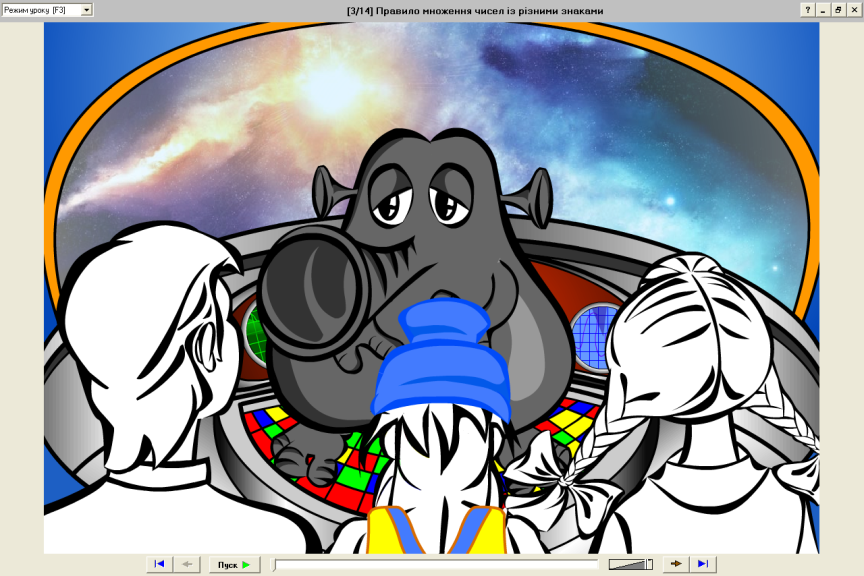 Режим уроку [F3]
[3/14] Правило множення чисел із різними знаками
Пуск